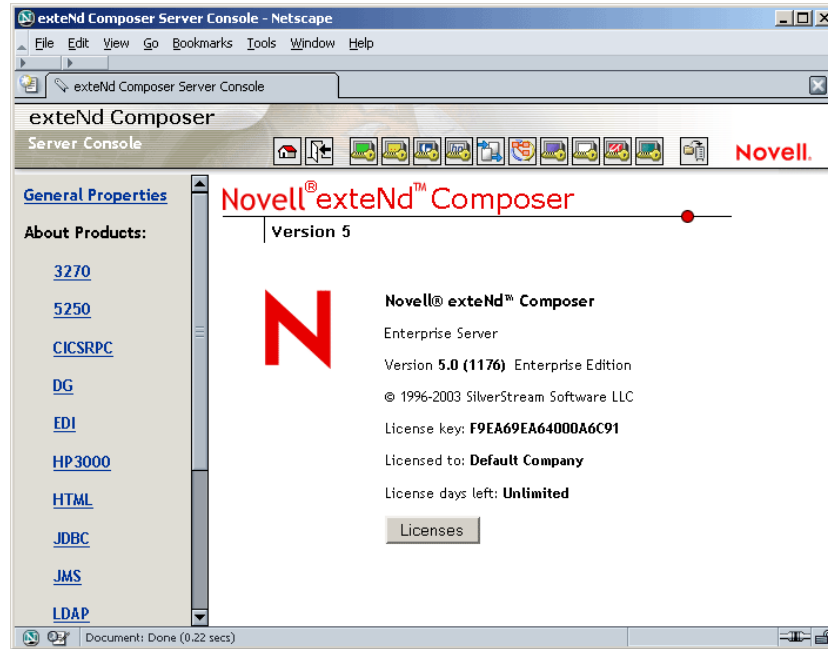 exteNd Composer Server Console - Netscape
File Edit View Go Bookmarks Tools Window Help
exteNd Composer Server Console
exteNd Composer
Server Console
Novell.
General Properties
About Products:
3270
5250
CICSRPC
DG
EDI
HP3000
HTML
JDBC
JMS
LDAP
Novell® exteNd™ Composer
Version 5
N
Novell® exteNd™ Composer
Enterprise Server
Version 5.0 (1176) Enterprise Edition
© 1996-2003 SilverStream Software LLC
License key: F9EA69EA64000A6C91
Licensed to: Default Company
License days left: Unlimited
Licenses
Document: Done (0.22 secs)